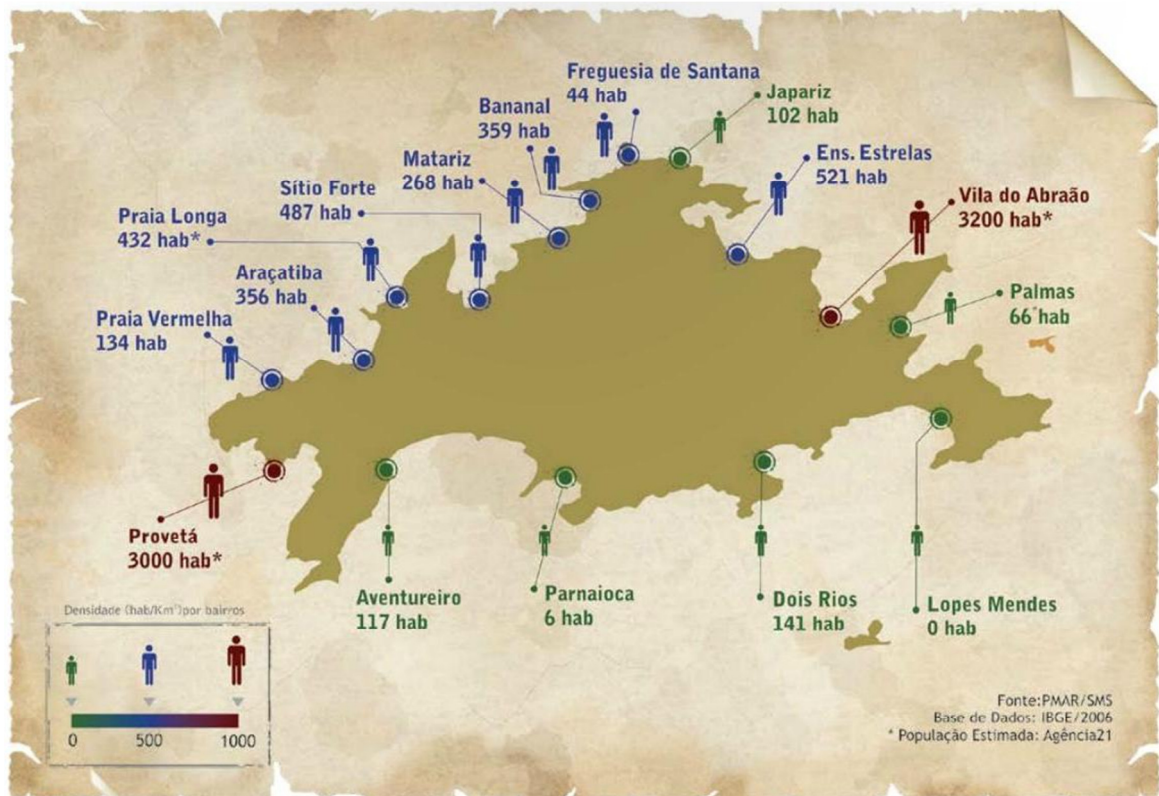 Freguesia de Santana
44 hab
Japariz
102 hab
Bananal
359 hab
Matariz
268 hab
Ens. Estrelas
521 hab
Sítio Forte
487 hab
Vila do Abraão
3200 hab*
Praia Longa
432 hab*
Araçatiba
356 hab
Palmas
66 hab
Praia Vermelha
134 hab
Provetá
3000 hab*
Aventureiro
117 hab
Parnaioca
6 hab
Dois Rios
141 hab
Lopes Mendes
0 hab
Densidade (hab/Km²)por bairros
0 500 1000
Fonte:PMAR/SMS
Base de Dados: IBGE/2006
* População Estimada: Agência21